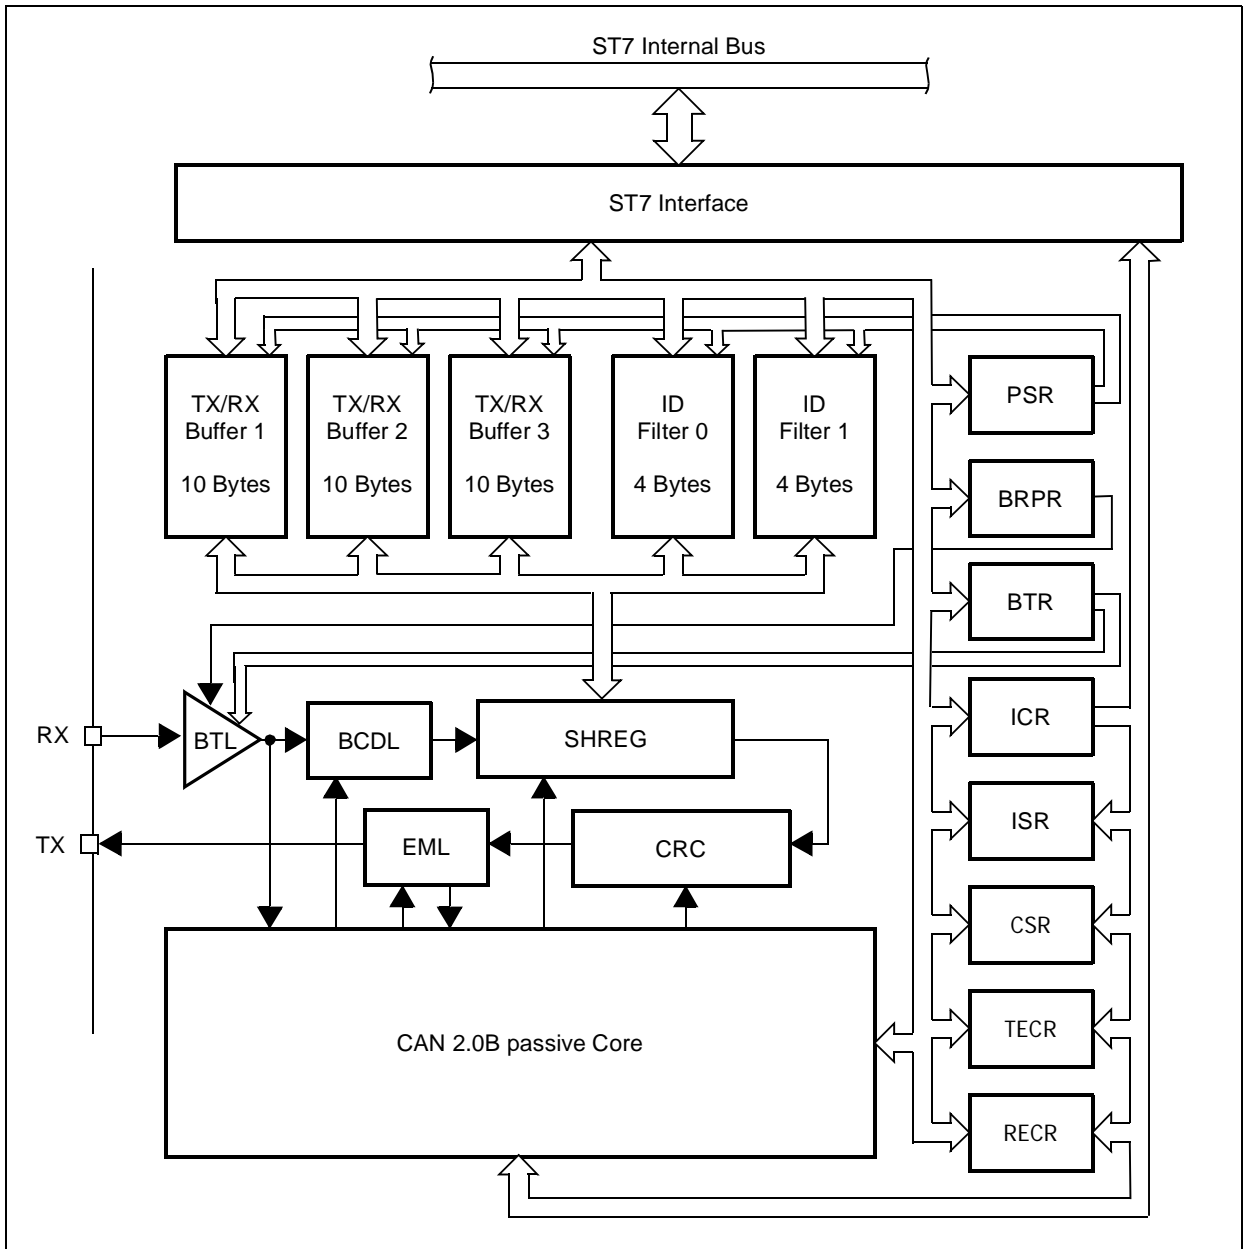 ST7 Internal Bus
ST7 Interface
TX/RX
Buffer 1
10 Bytes
TX/RX
Buffer 2
10 Bytes
TX/RX
Buffer 3
10 Bytes
ID
Filter 0
4 Bytes
ID
Filter 1
4 Bytes
PSR
BRPR
BTR
ICR
ISR
CSR
TECR
RECR
RX
BTL
BCDL
SHREG
TX
EML
CRC
CAN 2.0B passive Core